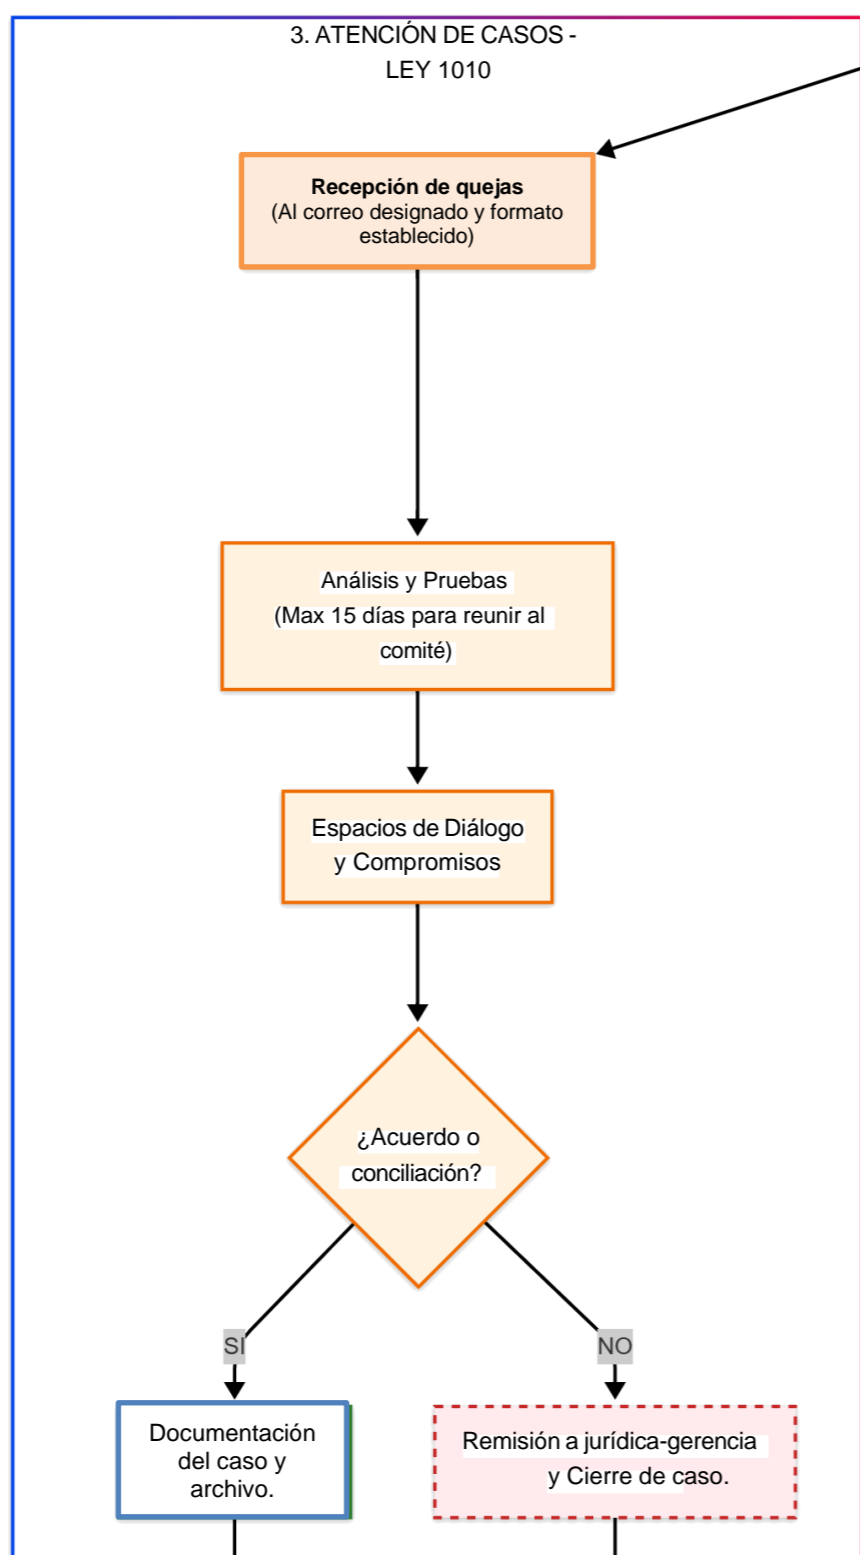 3. ATENCIÓN DE CASOS -
LEY 1010
Recepción de quejas
(Al correo designado y formato
establecido)
Análisis y Pruebas
(Max 15 días para reunir al
comité)
Espacios de Diálogo
y Compromisos
¿Acuerdo o
conciliación?
SI
NO
Documentación
del caso y
archivo.
Remisión a jurídica-gerencia
y Cierre de caso.